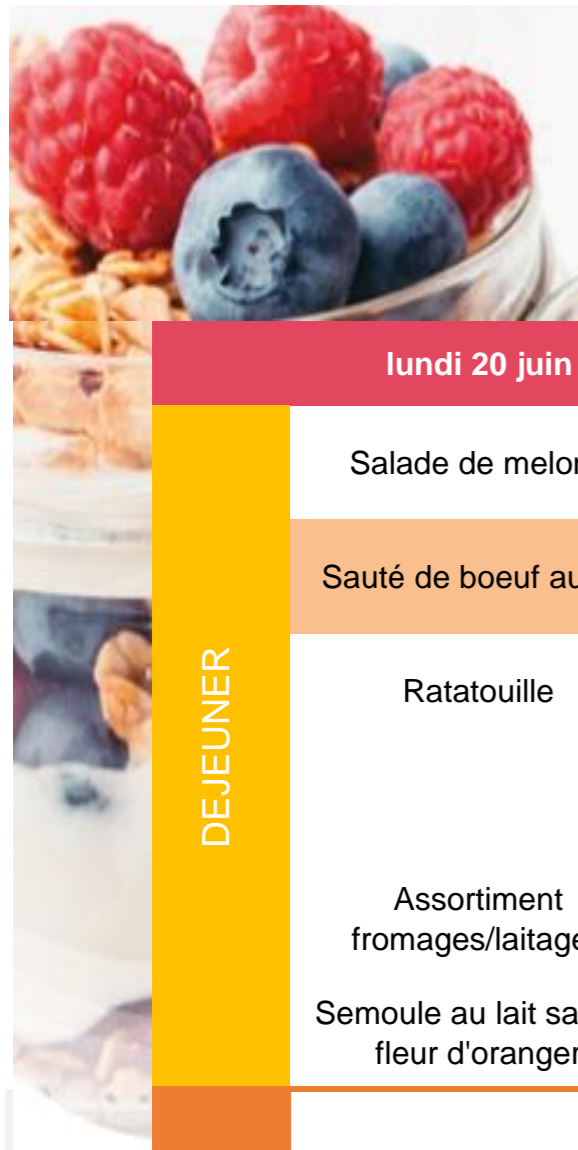 lundi 20 juin
Salade de melon
Sauté de boeuf au
DEJEUNER
Ratatouille
Assortiment
fromages/laitage
Semoule au lait
fleur d'oranger